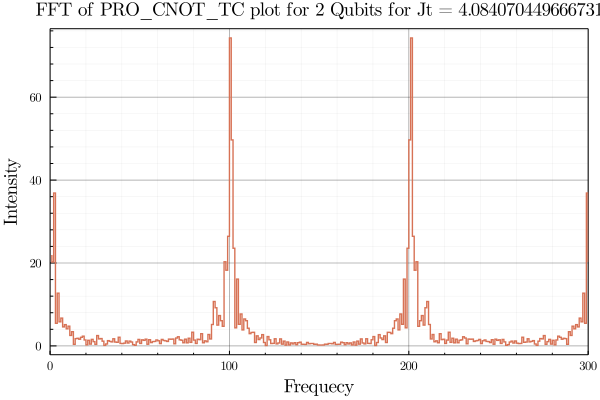 FFT of PRO_CNOT_TC plot for 2 Qubits for Jt = 4.084070449666731
60
40
20
0
Intensity
0 100 200 300
Frequecy